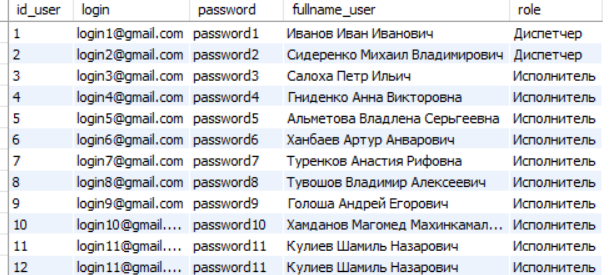 id_user login password fullname_user role
1 login1@gmail.com password1 Иванов Иван Иванович Диспетчер
2 login2@gmail.com password2 Сидеренко Михаил Владимирович Диспетчер
3 login3@gmail.com password3 Салоха Петр Ильич Исполнитель
4 login4@gmail.com password4 Гниденко Анна Викторовна Исполнитель
5 login5@gmail.com password5 Альметова Владлена Серьгеевна Исполнитель
6 login6@gmail.com password6 Ханбаев Артур Анварович Исполнитель
7 login7@gmail.com password7 Туренков Анастия Рифовна Исполнитель
8 login8@gmail.com password8 Тувошов Владимир Алексеевич Исполнитель
9 login9@gmail.com password9 Голоша Андрей Егорович Исполнитель
10 login10@gmail.... password10 Хамданов Магомед Махинкамал... Исполнитель
11 login11@gmail.... password11 Кулиев Шамиль Назарович Исполнитель
12 login11@gmail.... password11 Кулиев Шамиль Назарович Исполнитель